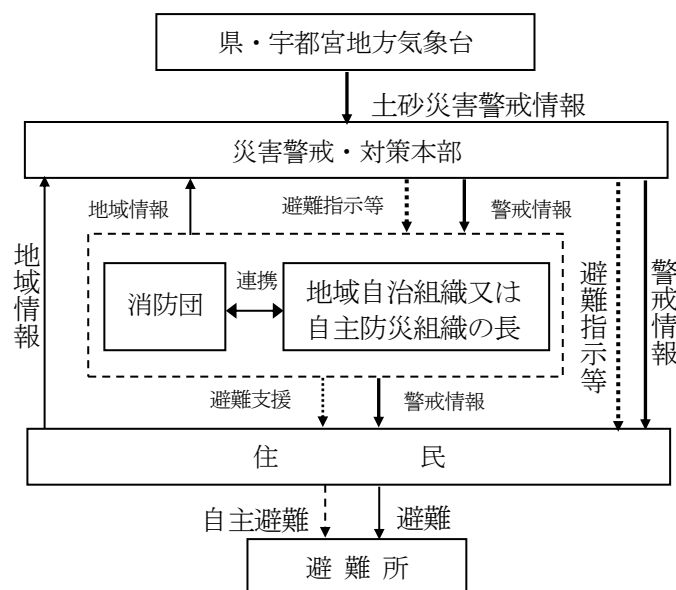 県・宇都宮地方気象台
土砂災害警戒情報
災害警戒・対策本部
地域情報
避難指示等
警戒情報
地域情報
消防団
連携
地域自治組織又は
自主防災組織の長
避難指示等
警戒情報
避難支援
警戒情報
住　民
自主避難
避難
避 難 所